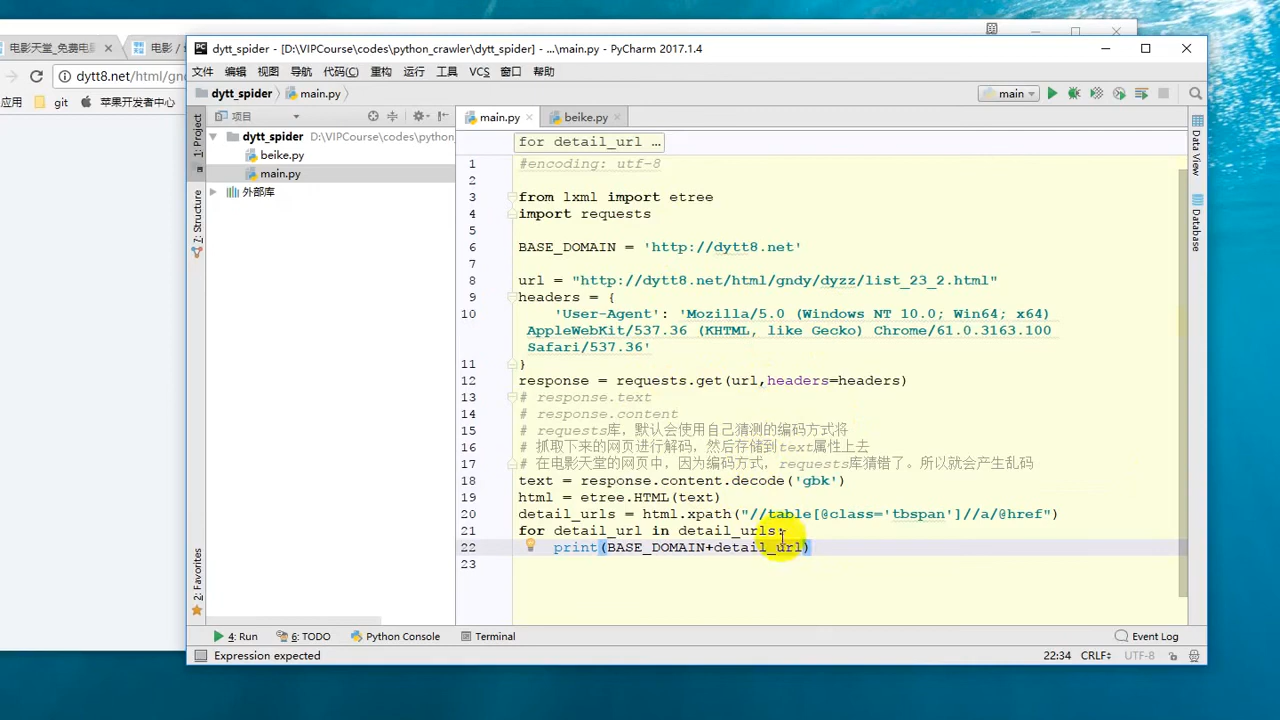 电影天堂_免费电影
电影 /
dytt8.net/html/gnd
应用
git
苹果开发者中心
dytt_spider - [D:\VIPCourse\codes\python_crawler\dytt_spider] - ...\main.py - PyCharm 2017.1.4
文件 编辑 视图 导航 代码(C) 重构 运行 工具 VCS 窗口 帮助
dytt_spider main.py
main
1: Project
7: Structure
2: Favorites
项目
dytt_spider D:\VIPCourse\codes\python_
beike.py
main.py
外部库
main.py
beike.py
for detail_url ...
1 #encoding: utf-8
2
3 from lxml import etree
4 import requests
5
6 BASE_DOMAIN = 'http://dytt8.net'
7
8 url = "http://dytt8.net/html/gndy/dyzz/list_23_2.html"
9 headers = {
10 'User-Agent': 'Mozilla/5.0 (Windows NT 10.0; Win64; x64)
AppleWebKit/537.36 (KHTML, like Gecko) Chrome/61.0.3163.100
Safari/537.36'
11 }
12 response = requests.get(url,headers=headers)
13 # response.text
14 # response.content
15 # requests库，默认会使用自己猜测的编码方式将
16 # 抓取下来的网页进行解码，然后存储到text属性上去
17 # 在电影天堂的网页中，因为编码方式，requests库猜错了。所以就会产生乱码
18 text = response.content.decode('gbk')
19 html = etree.HTML(text)
20 detail_urls = html.xpath("//table[@class='tbspan']//a/@href")
21 for detail_url in detail_urls:
22 print(BASE_DOMAIN+detail_url)
23
Data View
Database
4: Run
6: TODO
Python Console
Terminal
Event Log
Expression expected
22:34 CRLF UTF-8